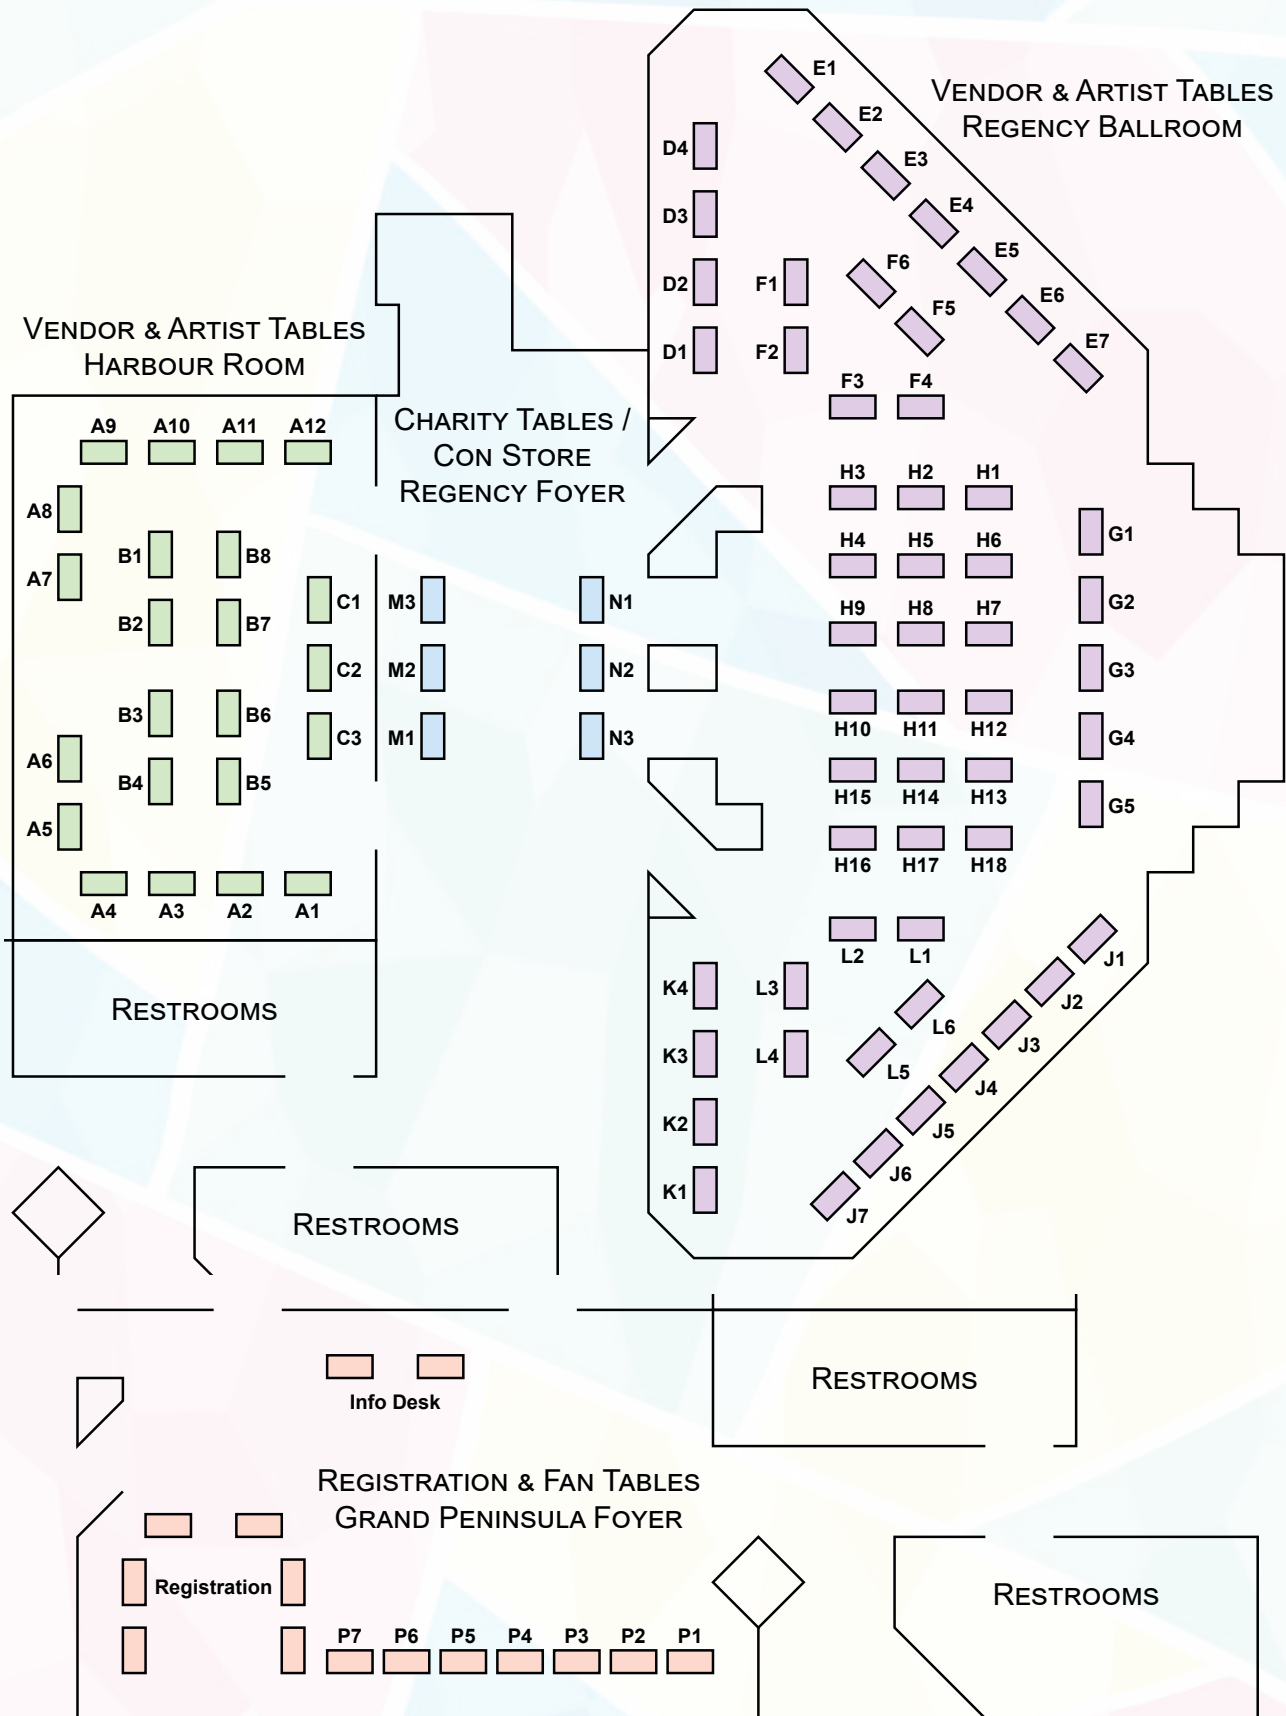 VENDOR & ARTIST TABLES
REGENCY BALLROOM
E1
E2
E3
E4
E5
E6
E7
D4
D3
D2
D1
F1
F2
F6
F5
F3
F4
VENDOR & ARTIST TABLES
HARBOUR ROOM
CHARITY TABLES /
CON STORE
REGENCY FOYER
A9 A10 A11 A12
A8
A7
B1 B8
B2 B7
B3 B6
B4 B5
A6
A5
A4 A3 A2 A1
C1
C2
C3
M3
M2
M1
N1
N2
N3
H3 H2 H1
H4 H5 H6
H9 H8 H7
H10 H11 H12
H15 H14 H13
H16 H17 H18
G1
G2
G3
G4
G5
L2 L1
L3
L4
L6
L5
K4
K3
K2
K1
J1
J2
J3
J4
J5
J6
J7
RESTROOMS
RESTROOMS
RESTROOMS
Info Desk
REGISTRATION & FAN TABLES
GRAND PENINSULA FOYER
Registration
P7 P6 P5 P4 P3 P2 P1
RESTROOMS